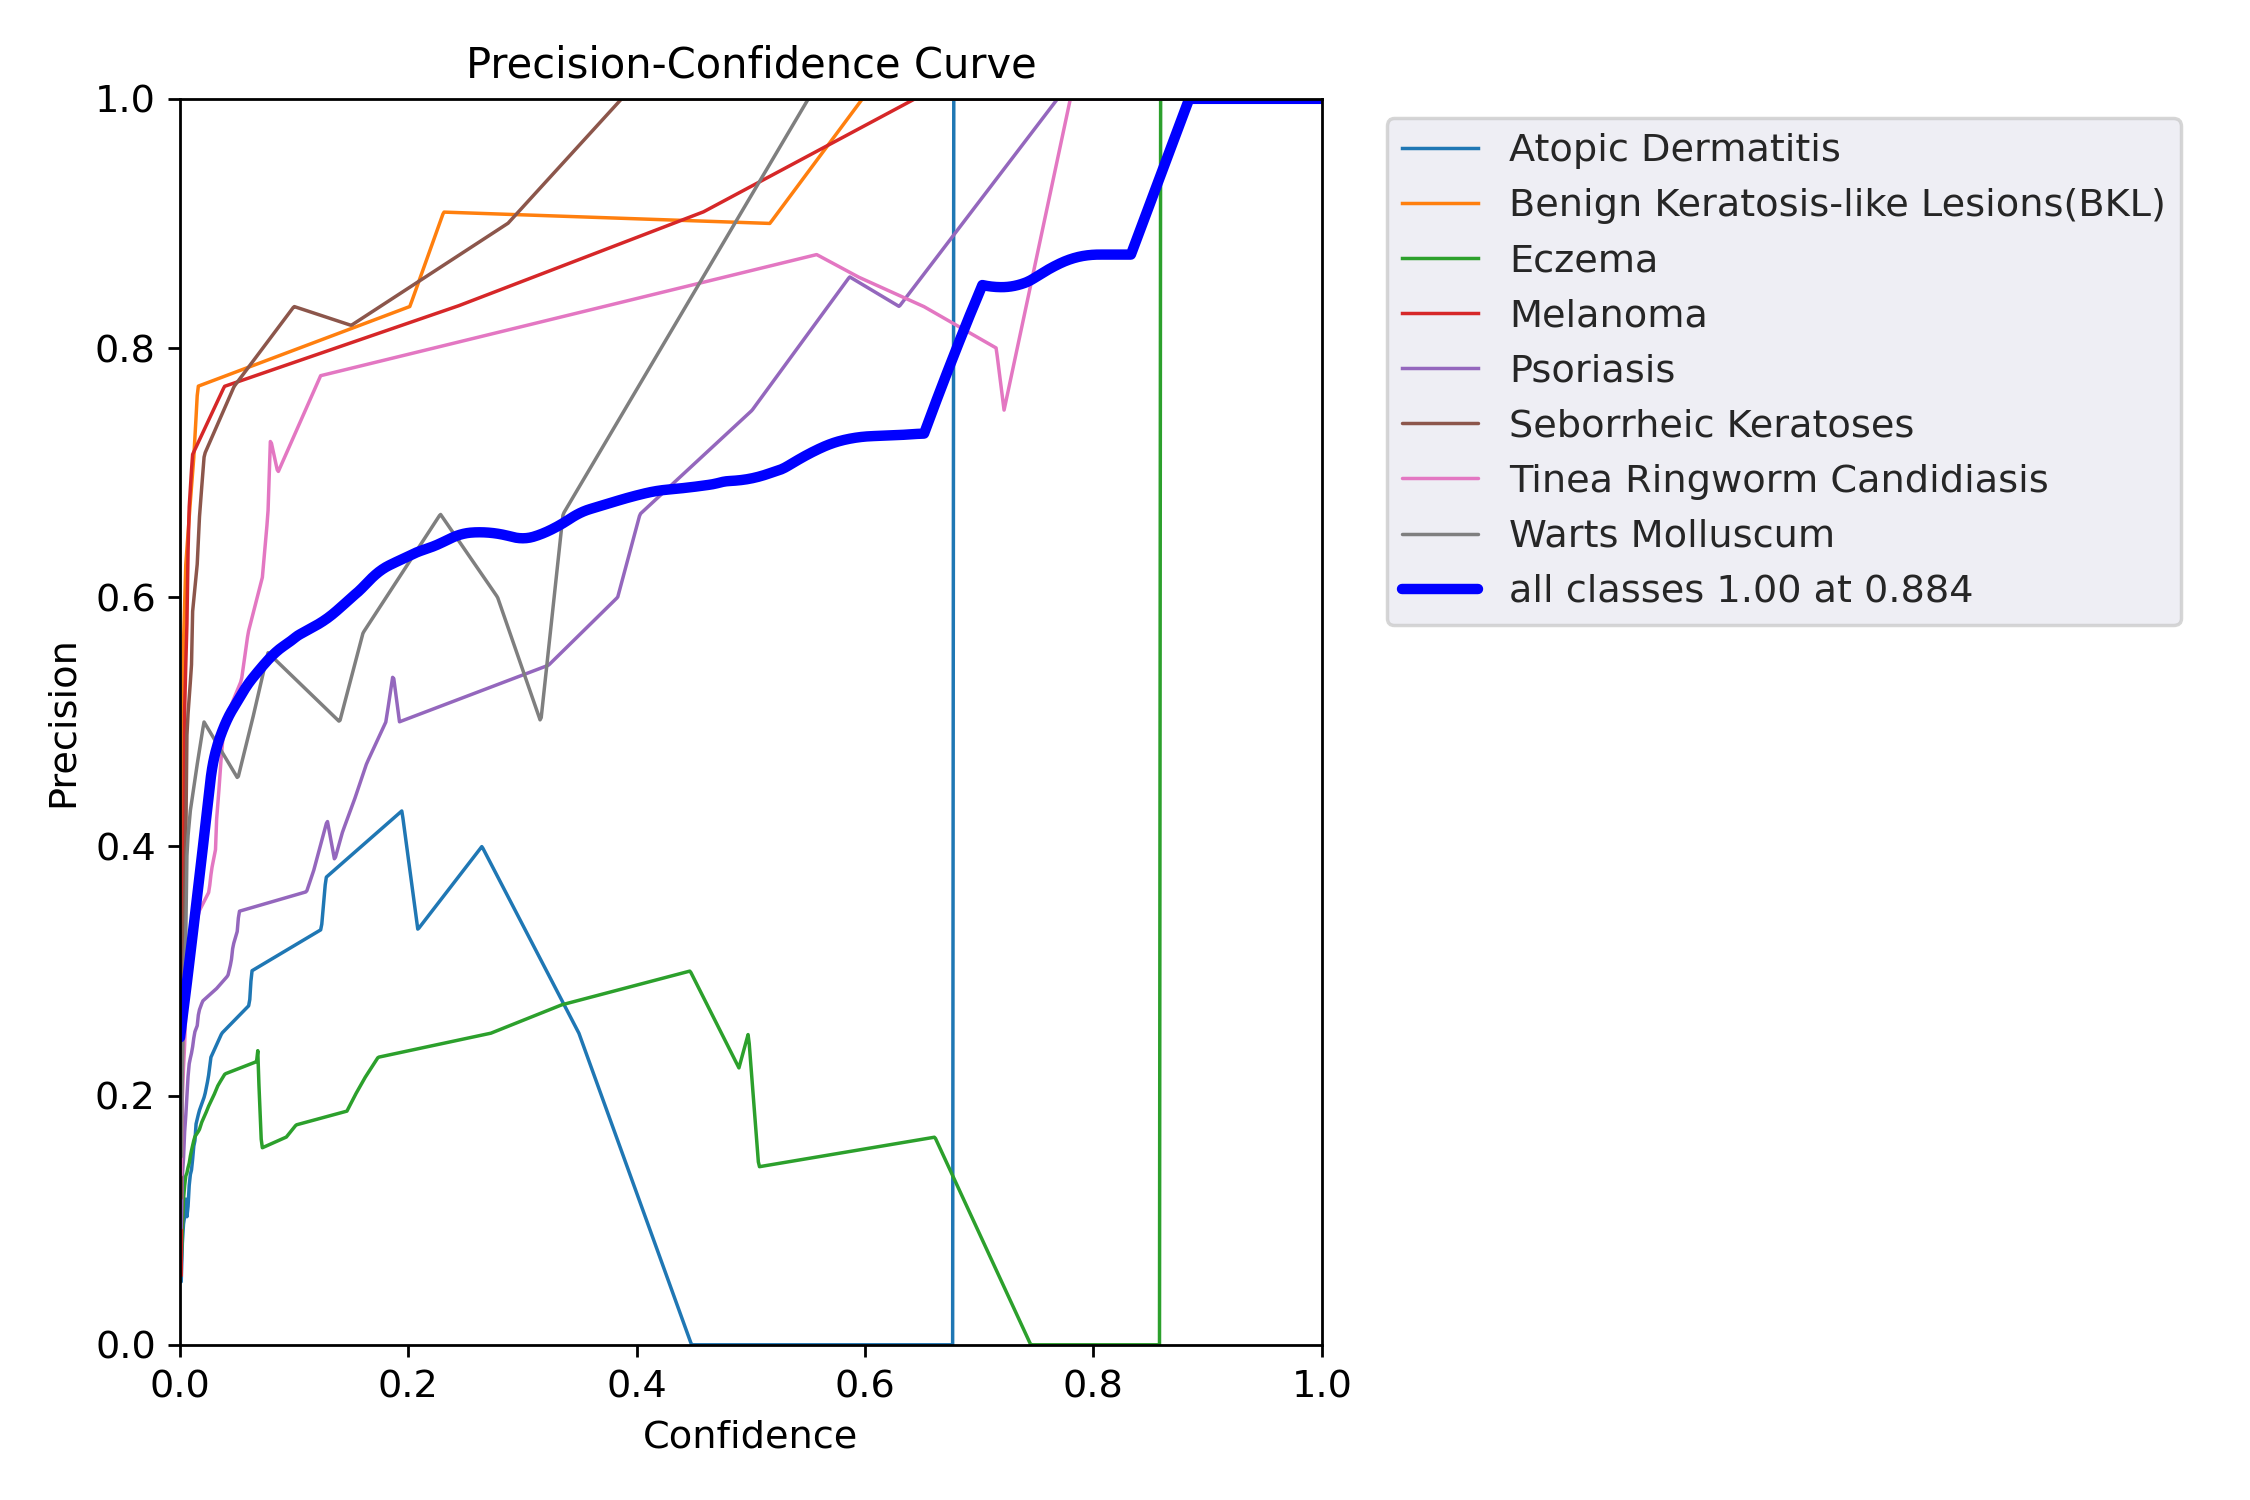 Precision-Confidence Curve
1.0
0.8
0.6
0.4
0.2
0.0
Precision
0.0 0.2 0.4 0.6 0.8 1.0
Confidence
Atopic Dermatitis
Benign Keratosis-like Lesions(BKL)
Eczema
Melanoma
Psoriasis
Seborrheic Keratoses
Tinea Ringworm Candidiasis
Warts Molluscum
all classes 1.00 at 0.884